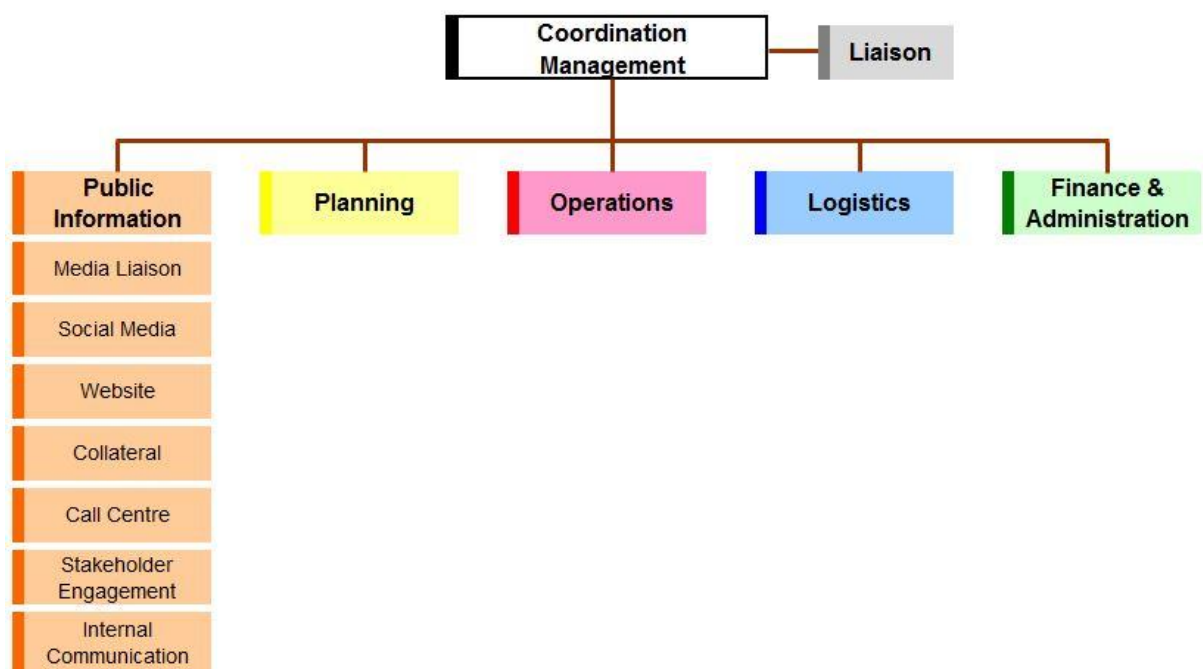 Coordination
Management
Liaison
Public
Information
Planning
Operations
Logistics
Finance &
Administration
Media Liaison
Social Media
Website
Collateral
Call Centre
Stakeholder
Engagement
Internal
Communication